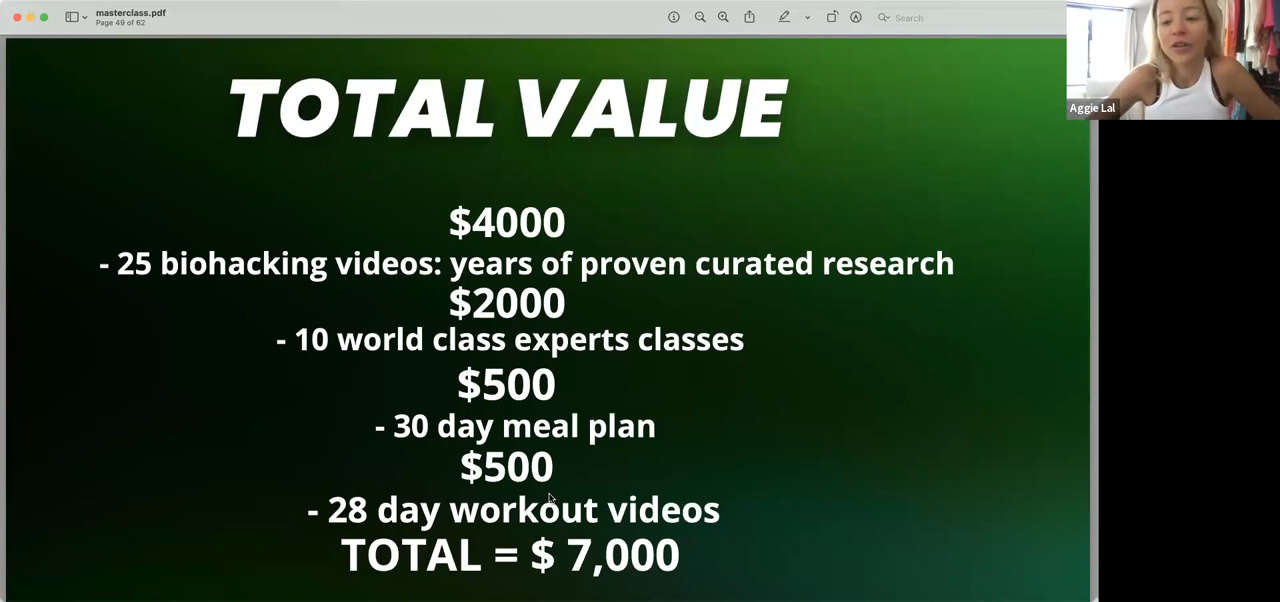 masterclass.pdf
Page 49 of 62
Search
Aggie Lal
TOTAL VALUE
$4000
- 25 biohacking videos: years of proven curated research
$2000
- 10 world class experts classes
$500
- 30 day meal plan
$500
- 28 day workout videos
TOTAL = $ 7,000